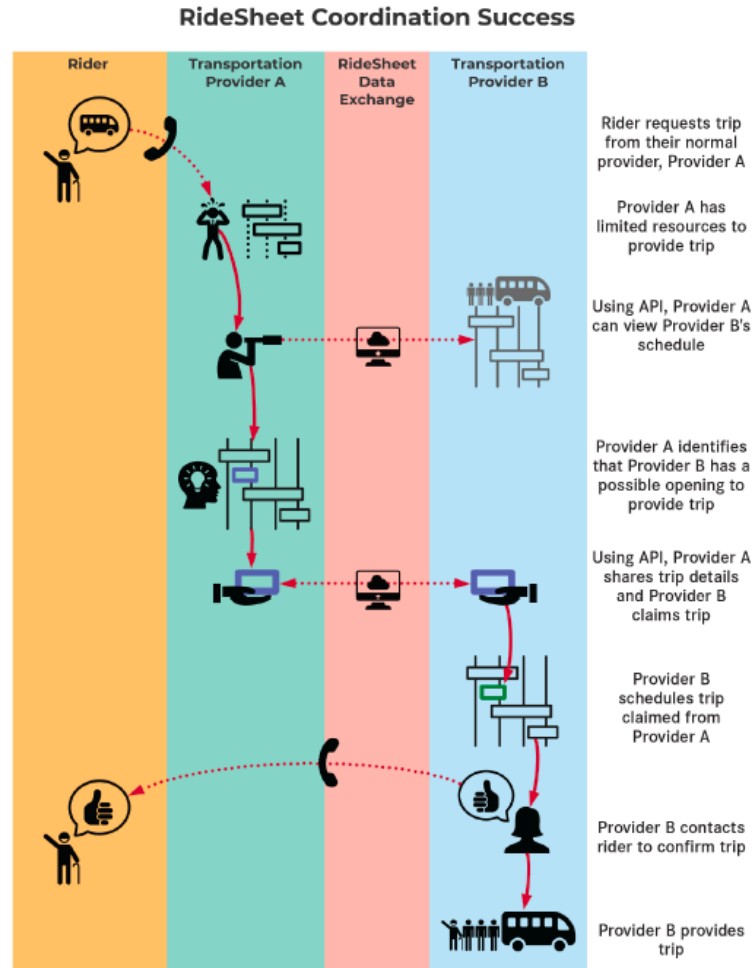 RideSheet Coordination Success
Rider
Transportation
Provider A
RideSheet
Data
Exchange
Transportation
Provider B
Rider requests trip
from their normal
provider, Provider A
Provider A has
limited resources to
provide trip
Using API, Provider A
can view Provider B's
schedule
Provider A identifies
that Provider B has a
possible opening to
provide trip
Using API, Provider A
shares trip details
and Provider B
claims trip
Provider B
schedules trip
claimed from
Provider A
Provider B contacts
rider to confirm trip
Provider B provides
trip